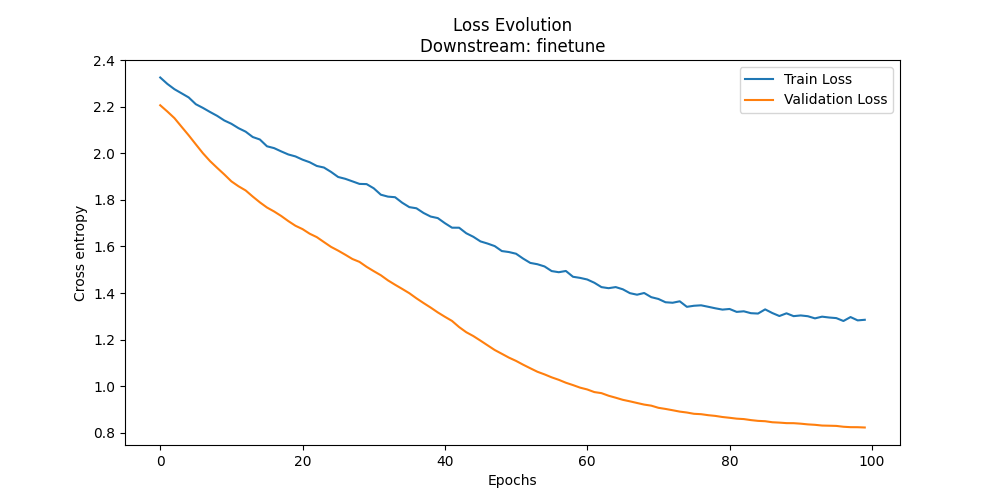 Loss Evolution
Downstream: finetune
Train Loss
Validation Loss
Cross entropy
2.4
2.2
2.0
1.8
1.6
1.4
1.2
1.0
0.8
0 20 40 60 80 100
Epochs